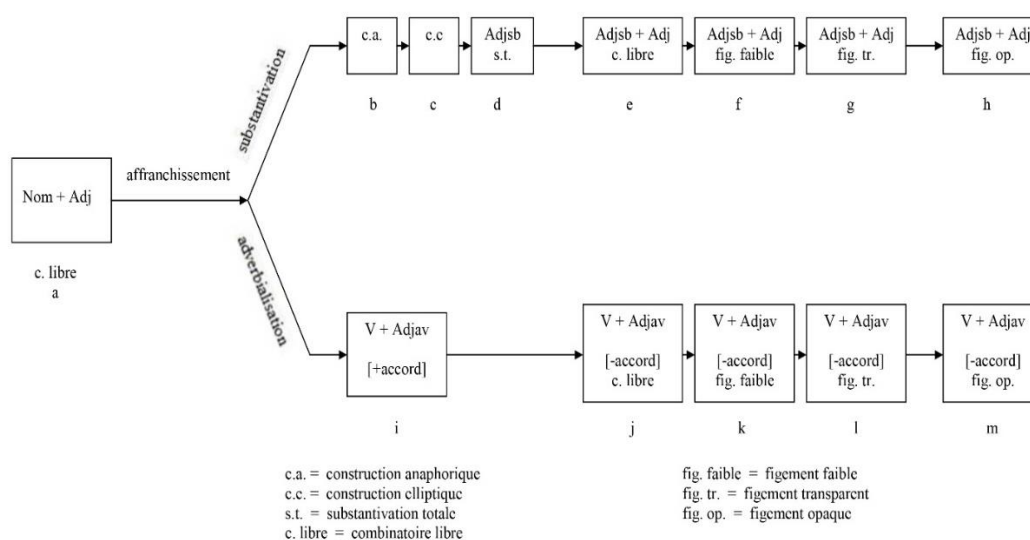 c.a.
c.c
Adjsb
s.t.
Adjsb + Adj
c. libre
Adjsb + Adj
fig. faible
Adjsb + Adj
fig. tr.
Adjsb + Adj
fig. op.
b
c
d
e
f
g
h
substantivation
affranchissement
Nom + Adj
c. libre
a
adverbialisation
V + Adjav
[+accord]
V + Adjav
[-accord]
c. libre
V + Adjav
[-accord]
fig. faible
V + Adjav
[-accord]
fig. tr.
V + Adjav
[-accord]
fig. op.
i
j
k
l
m
c.a. = construction anaphorique
c.c. = construction elliptique
s.t. = substantivation totale
c. libre = combinatoire libre
fig. faible = figement faible
fig. tr. = figement transparent
fig. op. = figement opaque